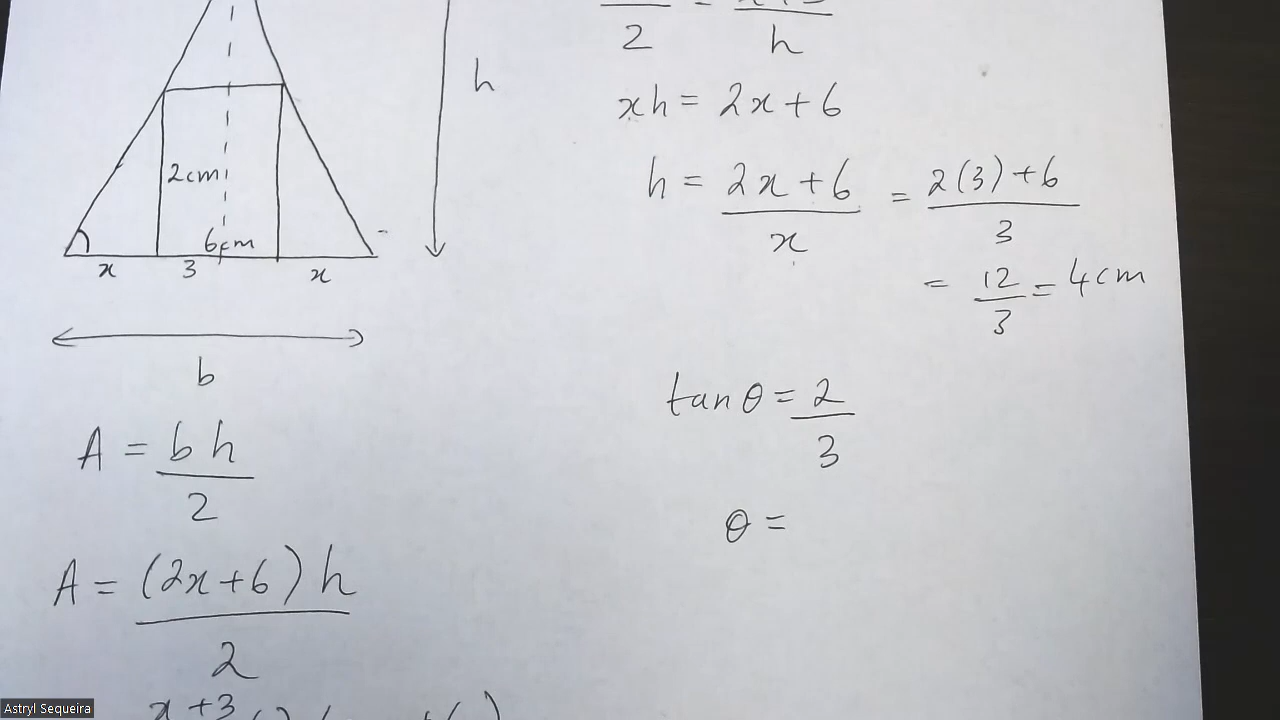 2
h
h
xh = 2x + 6
h = 2x + 6 / x = 2(3) + 6 / 3
= 12 / 3 = 4cm
2cm
6cm
x 3 x
b
tan θ = 2 / 3
θ =
A = bh / 2
A = (2x + 6) h / 2
x + 3
Astryl Sequeira